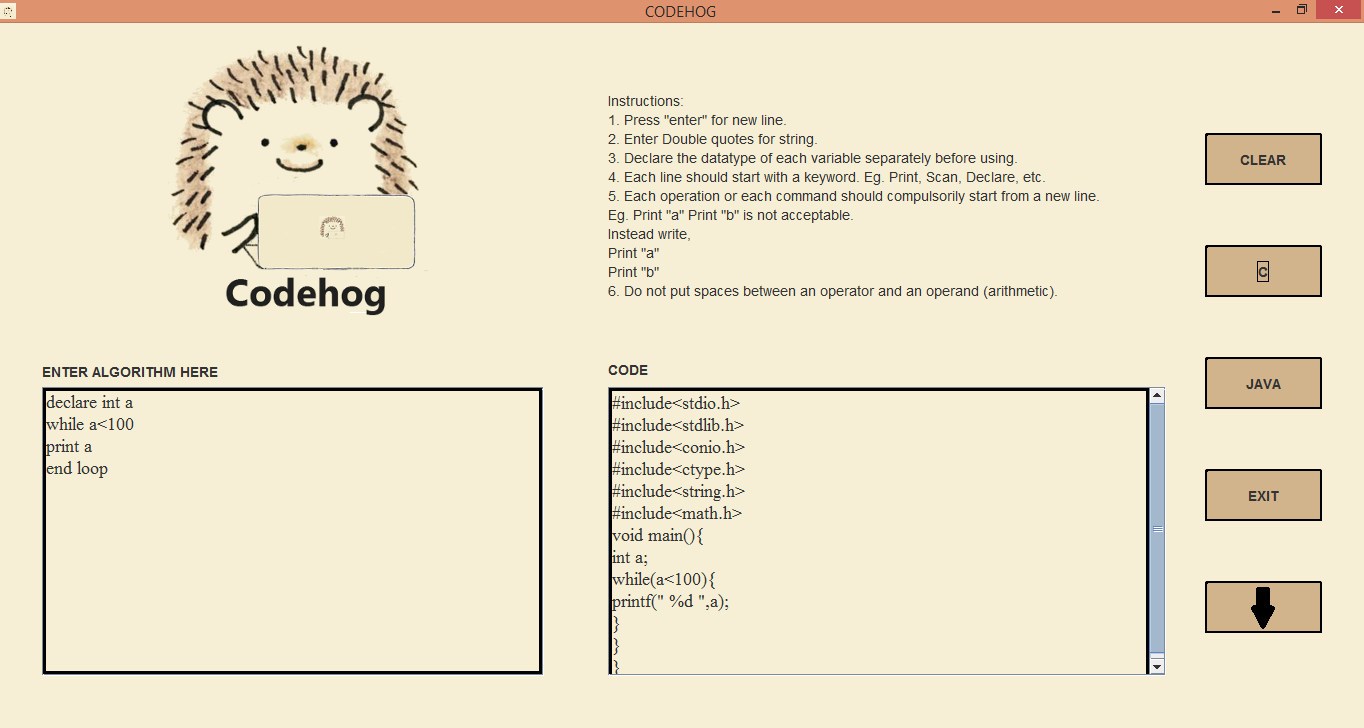 CODEHOG
Codehog
Instructions:
1. Press "enter" for new line.
2. Enter Double quotes for string.
3. Declare the datatype of each variable separately before using.
4. Each line should start with a keyword. Eg. Print, Scan, Declare, etc.
5. Each operation or each command should compulsorily start from a new line.
Eg. Print "a" Print "b" is not acceptable.
Instead write,
Print "a"
Print "b"
6. Do not put spaces between an operator and an operand (arithmetic).
CLEAR
C
JAVA
EXIT
ENTER ALGORITHM HERE
declare int a
while a<100
print a
end loop
CODE
#include<stdio.h>
#include<stdlib.h>
#include<conio.h>
#include<ctype.h>
#include<string.h>
#include<math.h>
void main(){
int a;
while(a<100){
printf(" %d ",a);
}
}
}